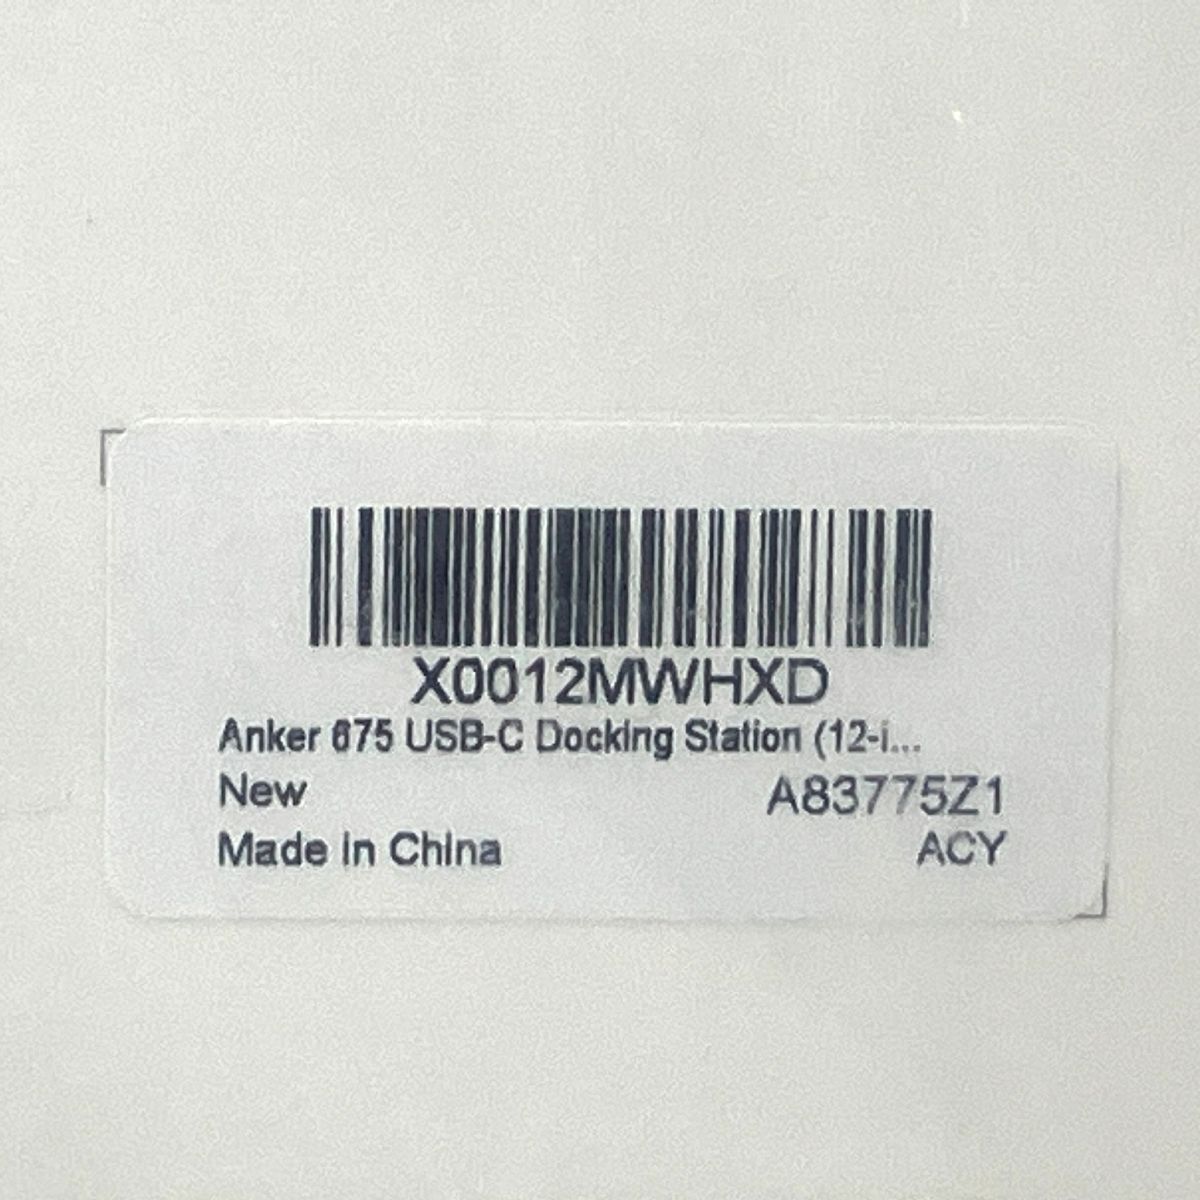 X0012MWHXD
Anker 675 USB-C Docking Station (12-i...
New A83775Z1
Made in China ACY